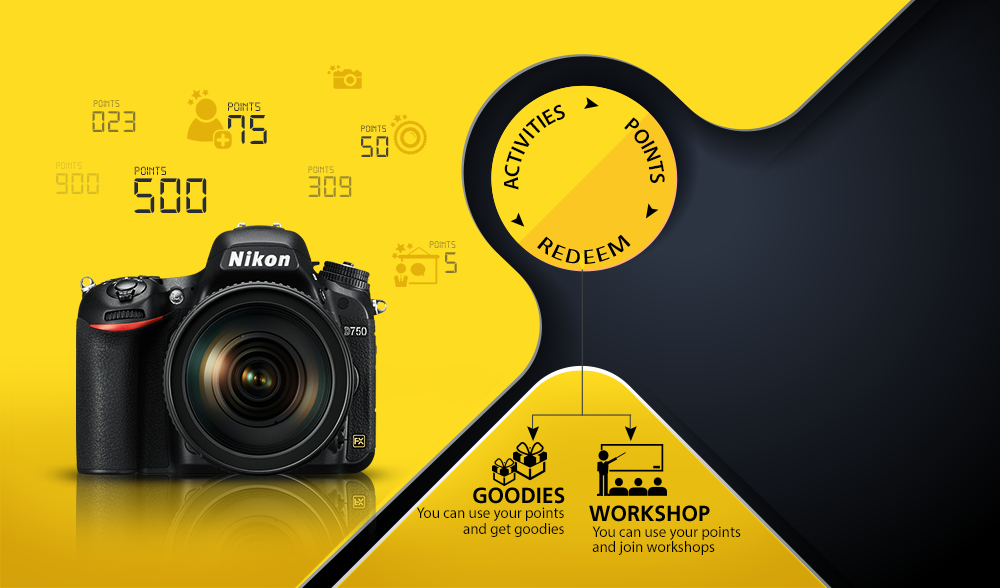 POINTS
023
POINTS
75
POINTS
50
POINTS
900
POINTS
500
POINTS
309
POINTS
5
ACTIVITIES
POINTS
REDEEM
Nikon
D750
FX
GOODIES
You can use your points
and get goodies
WORKSHOP
You can use your points
and join workshops